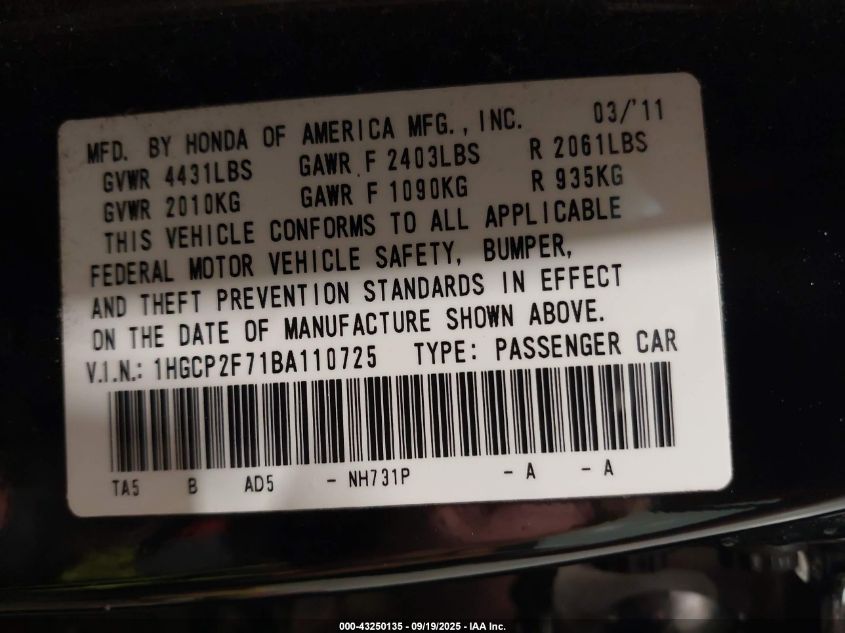 MFD. BY HONDA OF AMERICA MFG., INC. 03/'11
GVWR 4431LBS GAWR F 2403LBS R 2061LBS
GVWR 2010KG GAWR F 1090KG R 935KG
THIS VEHICLE CONFORMS TO ALL APPLICABLE
FEDERAL MOTOR VEHICLE SAFETY, BUMPER,
AND THEFT PREVENTION STANDARDS IN EFFECT
ON THE DATE OF MANUFACTURE SHOWN ABOVE.
V.I.N.: 1HGCP2F71BA110725 TYPE: PASSENGER CAR
TA5 B AD5 - NH731P - A - A
000-43250135 - 09/19/2025 - IAA Inc.